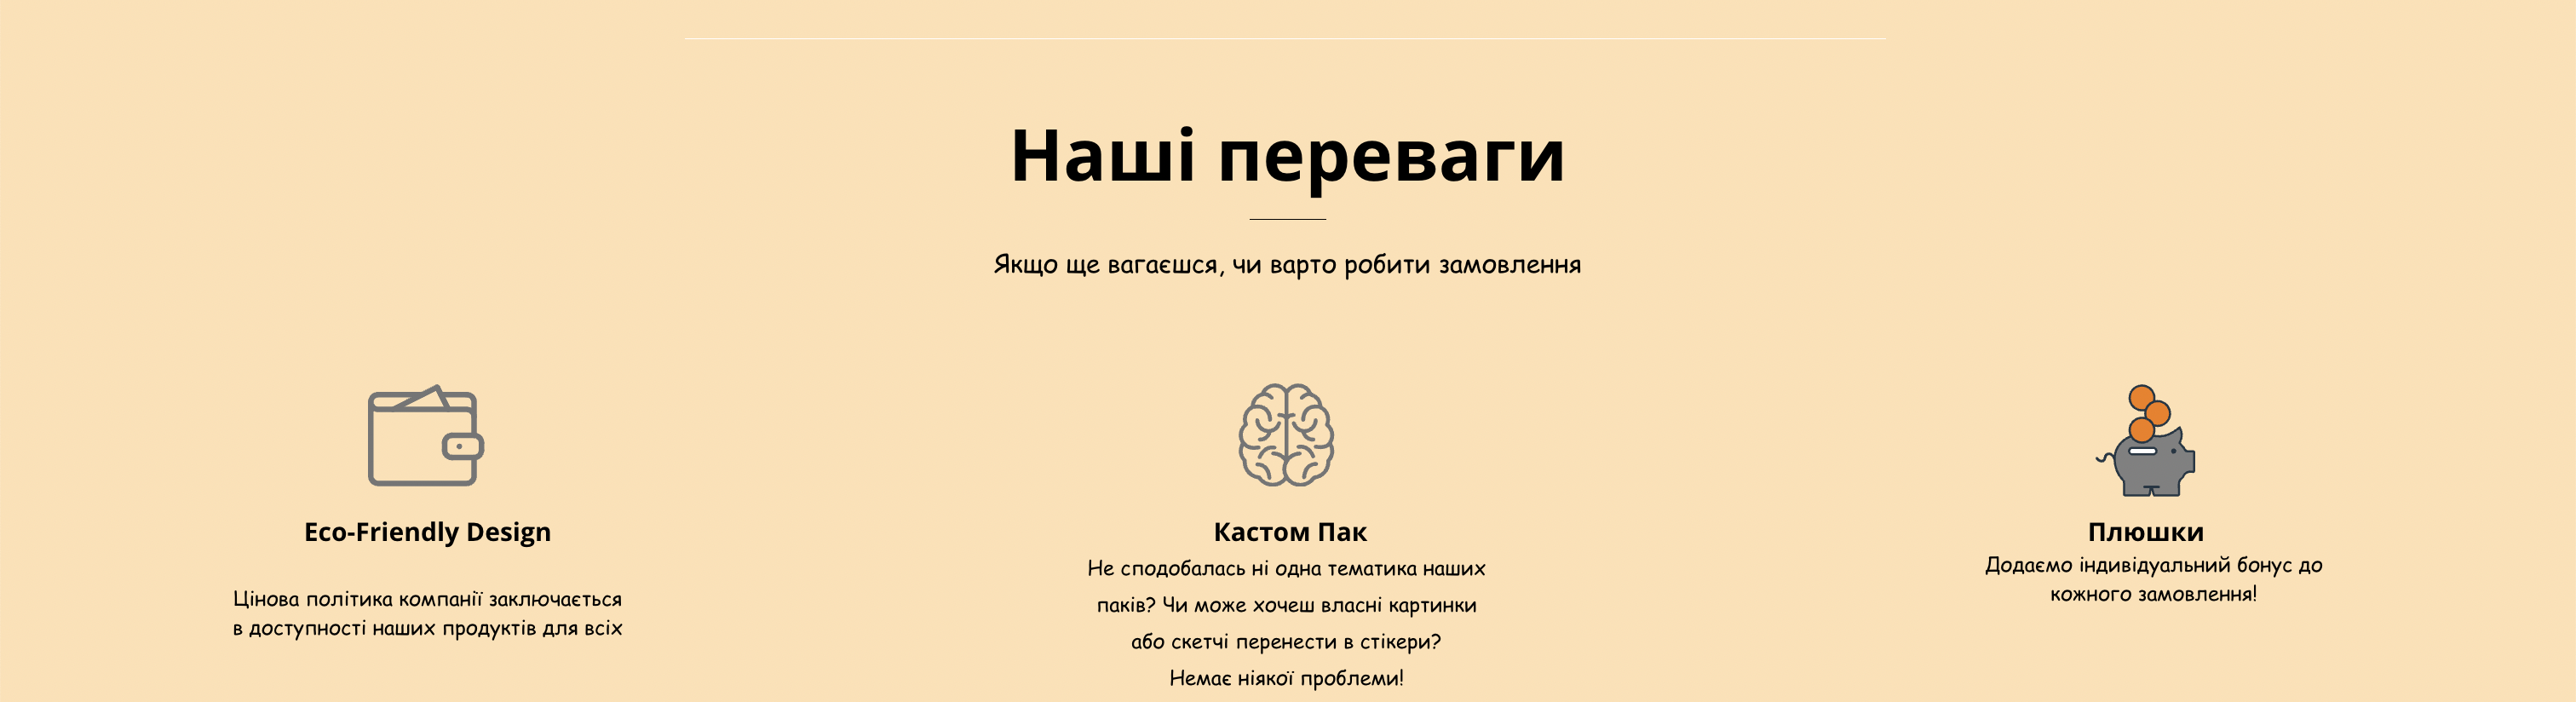 Наші переваги
Якщо ще вагаєшся, чи варто робити замовлення
Eco-Friendly Design
Цінова політика компанії заключається
в доступності наших продуктів для всіх
Кастом Пак
Не сподобалась ні одна тематика наших
паків? Чи може хочеш власні картинки
або скетчі перенести в стікери?
Немає ніякої проблеми!
Плюшки
Додаємо індивідуальний бонус до
кожного замовлення!